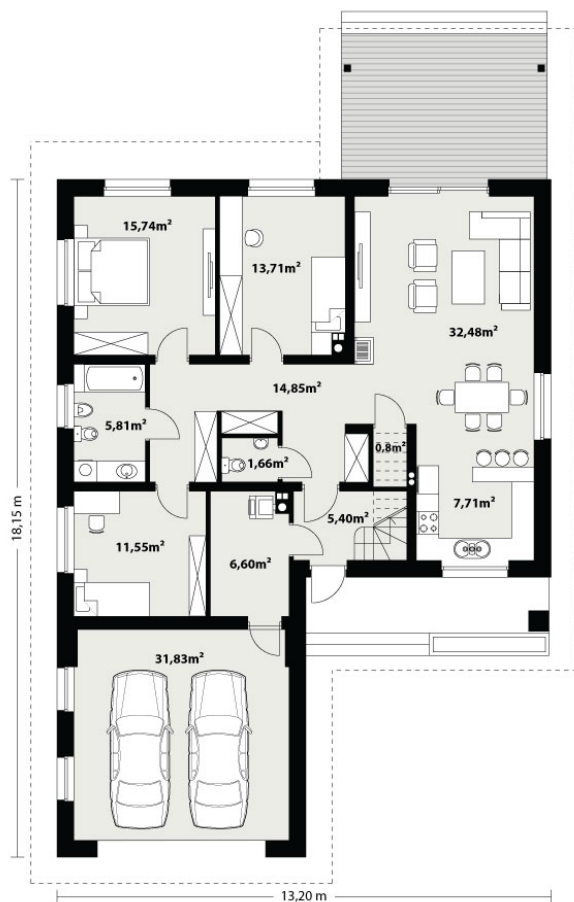 15,74m²
13,71m²
32,48m²
14,85m²
5,81m²
1,66m²
0,8m²
7,71m²
5,40m²
11,55m²
6,60m²
31,83m²
18,15 m
13,20 m